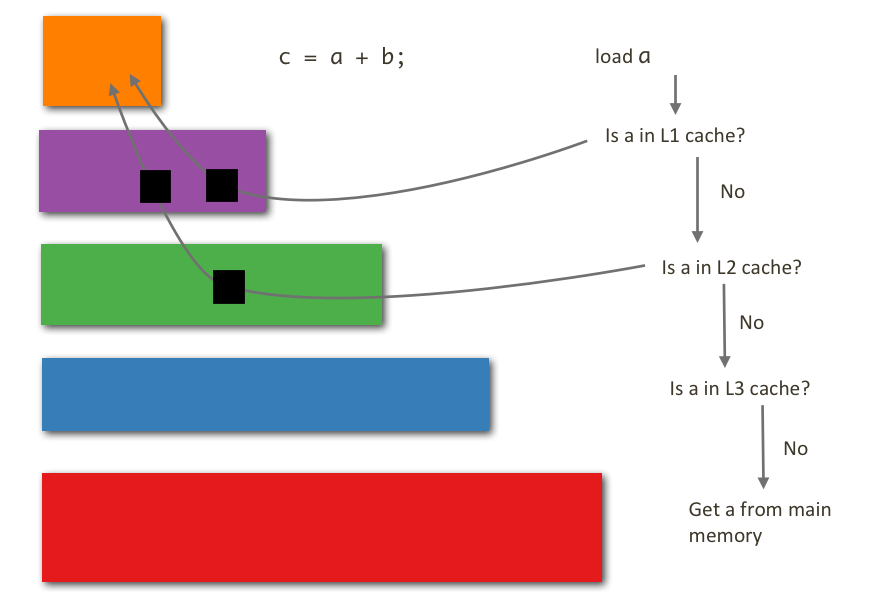 c = a + b;
load a
Is a in L1 cache?
No
Is a in L2 cache?
No
Is a in L3 cache?
No
Get a from main
memory